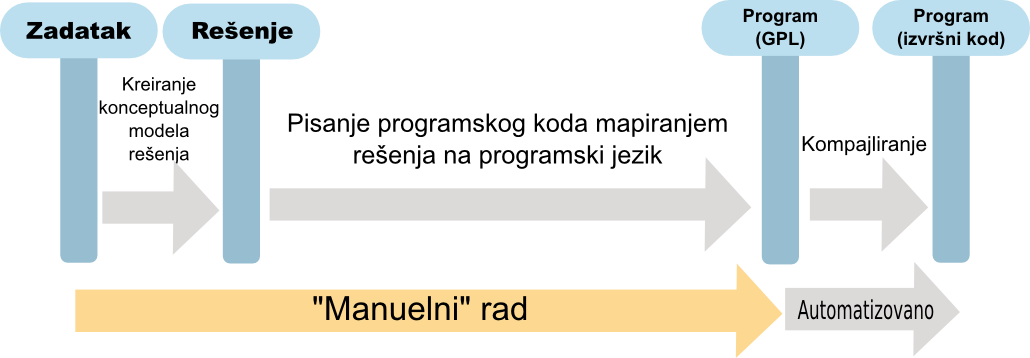 Zadatak
Rešenje
Program
(GPL)
Program
(izvršni kod)
Kreiranje
konceptualnog
modela
rešenja
Pisanje programskog koda mapiranjem
rešenja na programski jezik
Kompajliranje
"Manuelni" rad
Automatizovano